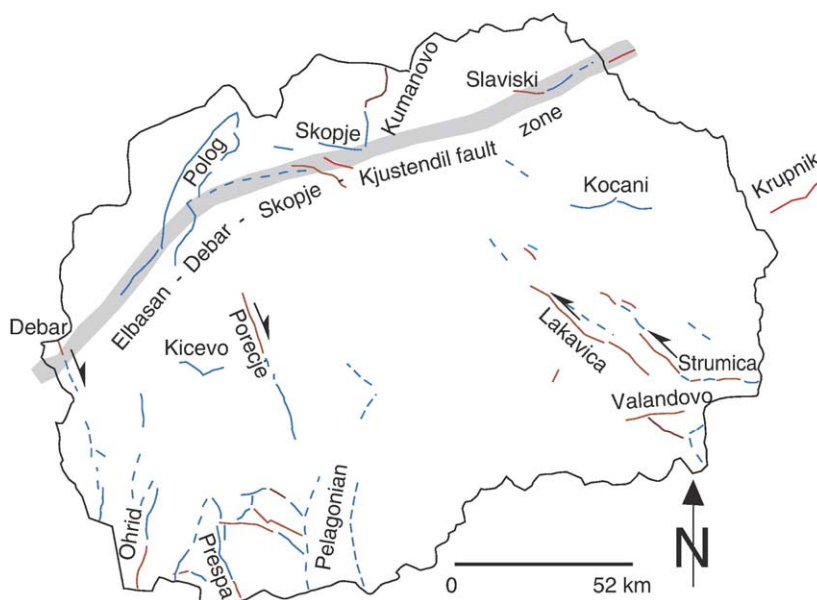 Kumanovo
Slaviski
Skopje
zone
Polog
Kjustendil fault
Kocani
Krupnik
Elbasan - Debar - Skopje
Debar
Porecje
Kicevo
Lakavica
Strumica
Valandovo
Ohrid
Prespa
Pelagonian
N
0 52 km